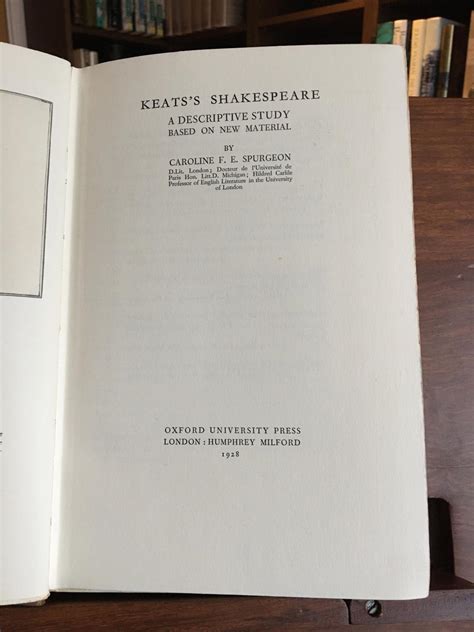 KEATS'S SHAKESPEARE
A DESCRIPTIVE STUDY
BASED ON NEW MATERIAL
BY
CAROLINE F. E. SPURGEON
D.Lit. London; Docteur de l'Université de
Paris Hon. Litt.D. Michigan; Hildred Carlile
Professor of English Literature in the University
of London
OXFORD UNIVERSITY PRESS
LONDON: HUMPHREY MILFORD
1928